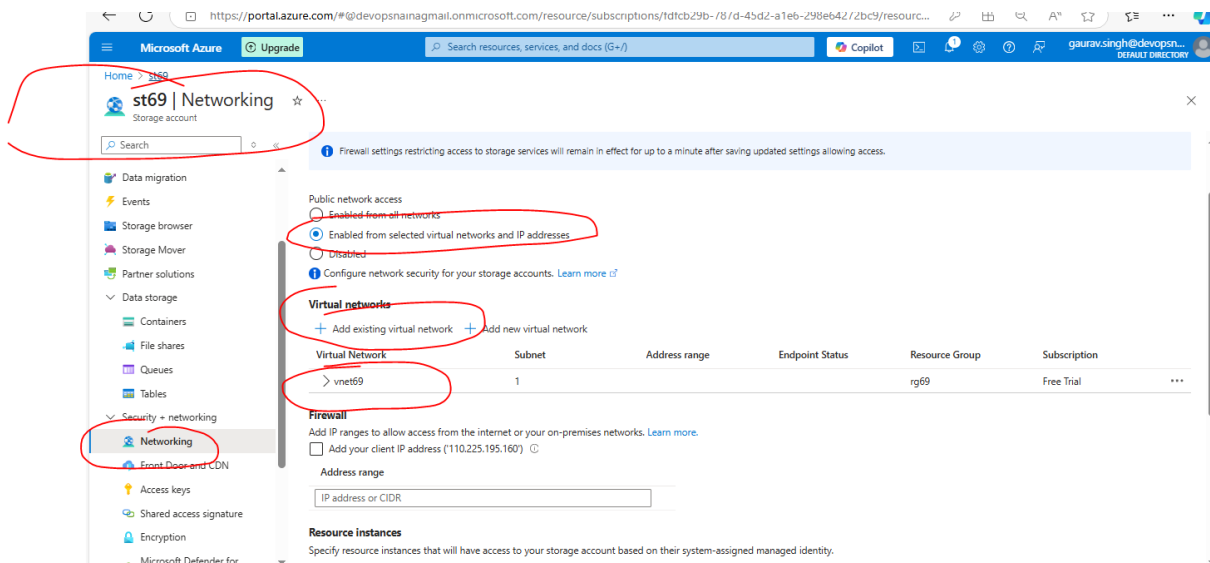 https://portal.azure.com/#@devopsnainagmail.onmicrosoft.com/resource/subscriptions/fdfcb29b-787d-45d2-a1e6-298e64272bc9/resourc...
Microsoft Azure
Upgrade
Search resources, services, and docs (G+/)
Copilot
1
gaurav.singh@devopsn...
DEFAULT DIRECTORY
Home > st69
st69 | Networking
Storage account
Search
Firewall settings restricting access to storage services will remain in effect for up to a minute after saving updated settings allowing access.
Data migration
Events
Storage browser
Storage Mover
Partner solutions
Data storage
Containers
File shares
Queues
Tables
Security + networking
Networking
Front Door and CDN
Access keys
Shared access signature
Encryption
Microsoft Defender for
Public network access
Enabled from all networks
Enabled from selected virtual networks and IP addresses
Disabled
Configure network security for your storage accounts. Learn more
Virtual networks
+ Add existing virtual network + Add new virtual network
Virtual Network Subnet Address range Endpoint Status Resource Group Subscription
vnet69 1 rg69 Free Trial ...
Firewall
Add IP ranges to allow access from the internet or your on-premises networks. Learn more.
Add your client IP address ('110.225.195.160')
Address range
IP address or CIDR
Resource instances
Specify resource instances that will have access to your storage account based on their system-assigned managed identity.